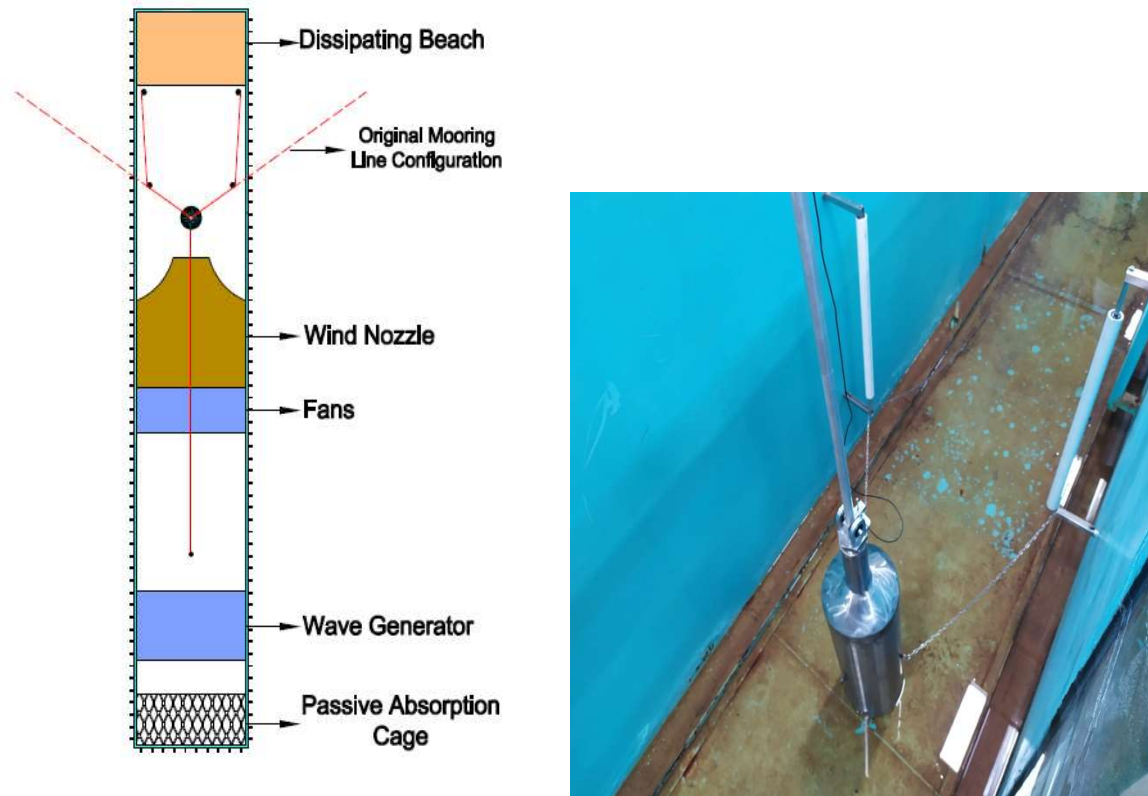 Dissipating Beach
Original Mooring
Line Configuration
Wind Nozzle
Fans
Wave Generator
Passive Absorption
Cage